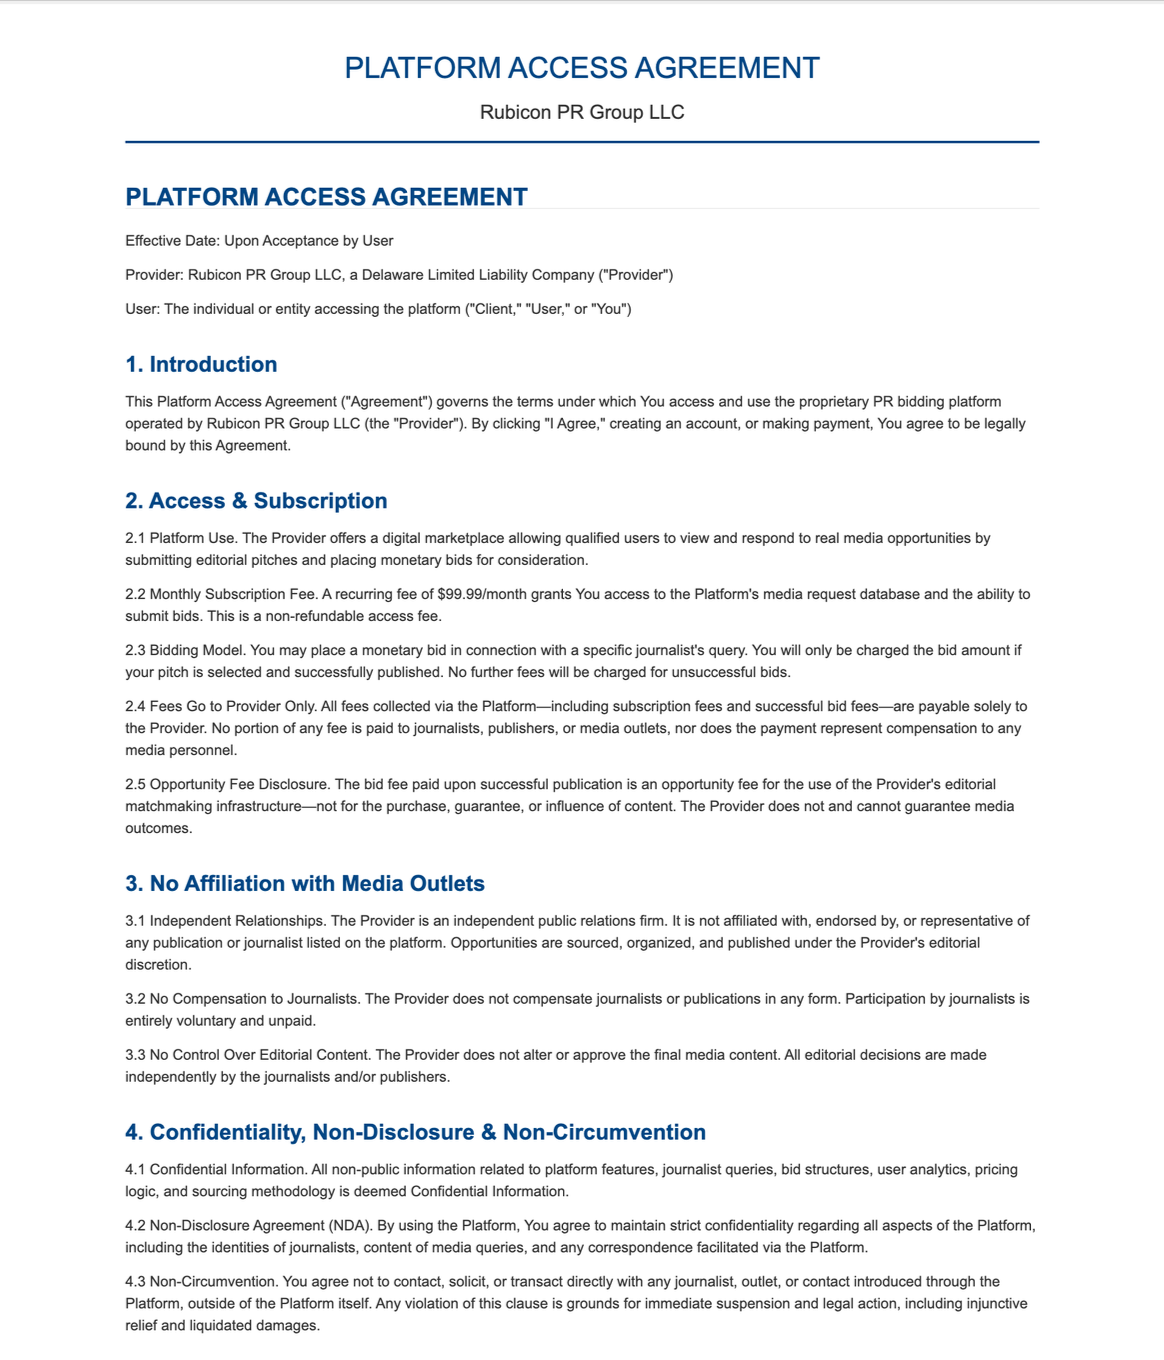 PLATFORM ACCESS AGREEMENT
Rubicon PR Group LLC
PLATFORM ACCESS AGREEMENT
Effective Date: Upon Acceptance by User
Provider: Rubicon PR Group LLC, a Delaware Limited Liability Company ("Provider")
User: The individual or entity accessing the platform ("Client," "User," or "You")
1. Introduction
This Platform Access Agreement ("Agreement") governs the terms under which You access and use the proprietary PR bidding platform
operated by Rubicon PR Group LLC (the "Provider"). By clicking "I Agree," creating an account, or making payment, You agree to be legally
bound by this Agreement.
2. Access & Subscription
2.1 Platform Use. The Provider offers a digital marketplace allowing qualified users to view and respond to real media opportunities by
submitting editorial pitches and placing monetary bids for consideration.
2.2 Monthly Subscription Fee. A recurring fee of $99.99/month grants You access to the Platform's media request database and the ability to
submit bids. This is a non-refundable access fee.
2.3 Bidding Model. You may place a monetary bid in connection with a specific journalist's query. You will only be charged the bid amount if
your pitch is selected and successfully published. No further fees will be charged for unsuccessful bids.
2.4 Fees Go to Provider Only. All fees collected via the Platform—including subscription fees and successful bid fees—are payable solely to
the Provider. No portion of any fee is paid to journalists, publishers, or media outlets, nor does the payment represent compensation to any
media personnel.
2.5 Opportunity Fee Disclosure. The bid fee paid upon successful publication is an opportunity fee for the use of the Provider's editorial
matchmaking infrastructure—not for the purchase, guarantee, or influence of content. The Provider does not and cannot guarantee media
outcomes.
3. No Affiliation with Media Outlets
3.1 Independent Relationships. The Provider is an independent public relations firm. It is not affiliated with, endorsed by, or representative of
any publication or journalist listed on the platform. Opportunities are sourced, organized, and published under the Provider's editorial
discretion.
3.2 No Compensation to Journalists. The Provider does not compensate journalists or publications in any form. Participation by journalists is
entirely voluntary and unpaid.
3.3 No Control Over Editorial Content. The Provider does not alter or approve the final media content. All editorial decisions are made
independently by the journalists and/or publishers.
4. Confidentiality, Non-Disclosure & Non-Circumvention
4.1 Confidential Information. All non-public information related to platform features, journalist queries, bid structures, user analytics, pricing
logic, and sourcing methodology is deemed Confidential Information.
4.2 Non-Disclosure Agreement (NDA). By using the Platform, You agree to maintain strict confidentiality regarding all aspects of the Platform,
including the identities of journalists, content of media queries, and any correspondence facilitated via the Platform.
4.3 Non-Circumvention. You agree not to contact, solicit, or transact directly with any journalist, outlet, or contact introduced through the
Platform, outside of the Platform itself. Any violation of this clause is grounds for immediate suspension and legal action, including injunctive
relief and liquidated damages.